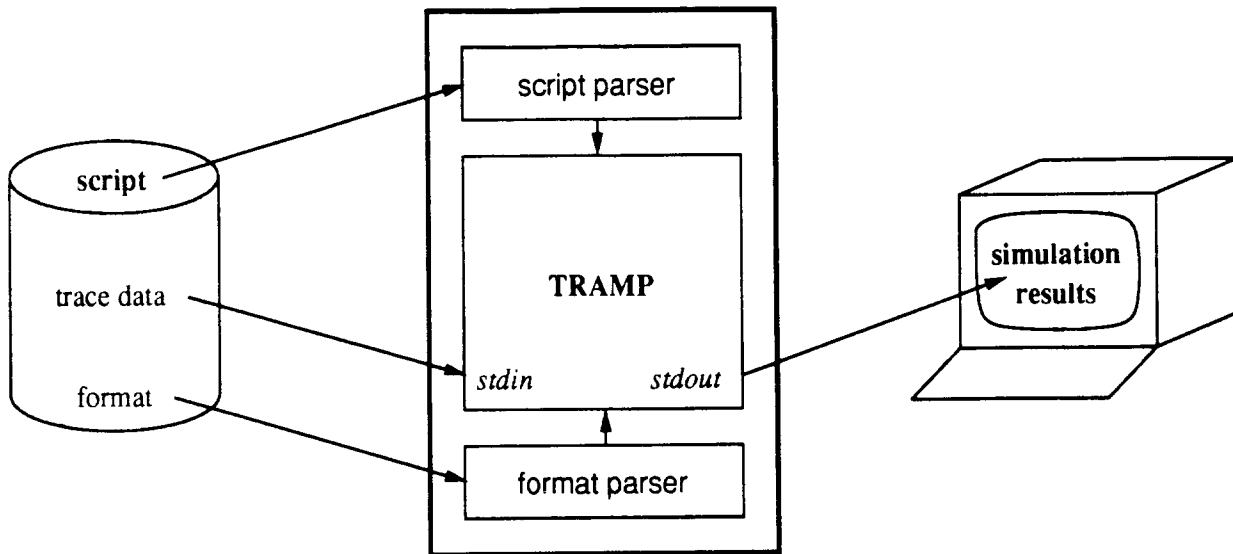 script parser
script
trace data
format
TRAMP
stdin
stdout
format parser
simulation
results